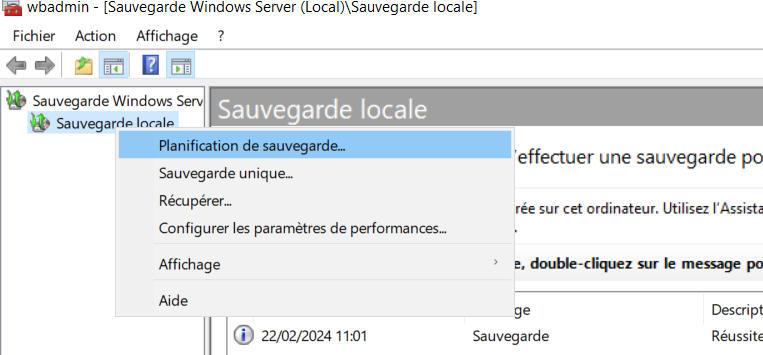 wbadmin - [Sauvegarde Windows Server (Local)\Sauvegarde locale]
Fichier Action Affichage ?
Sauvegarde Windows Serv
Sauvegarde locale
Sauvegarde locale
Planification de sauvegarde...
'effectuer une sauvegarde po
Sauvegarde unique...
Récupérer...
rée sur cet ordinateur. Utilisez l'Assista
Configurer les paramètres de performances...
Affichage
e, double-cliquez sur le message po
Aide
ge Descript
22/02/2024 11:01 Sauvegarde Réussite